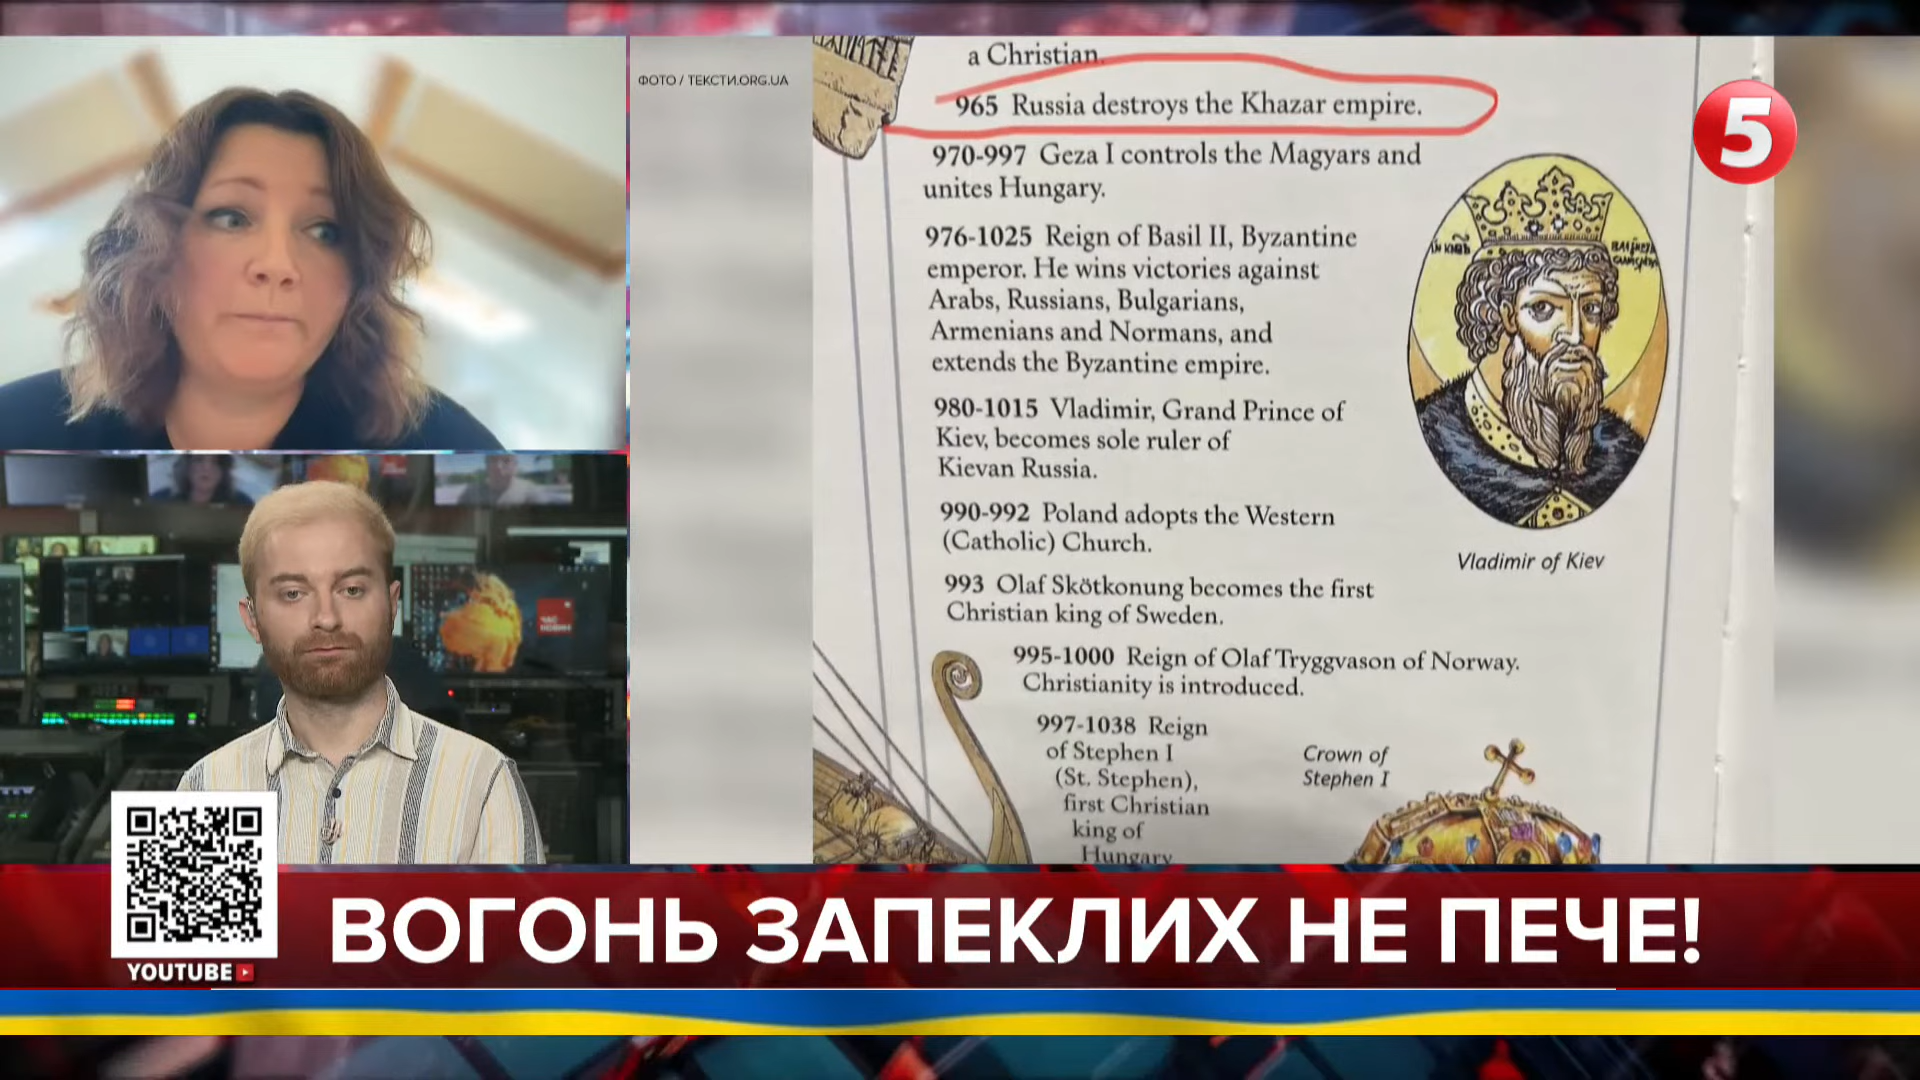 ФОТО / ТЕКСТИ.ORG.UA
a Christian.
965 Russia destroys the Khazar empire.
970-997 Geza I controls the Magyars and
unites Hungary.
976-1025 Reign of Basil II, Byzantine
emperor. He wins victories against
Arabs, Russians, Bulgarians,
Armenians and Normans, and
extends the Byzantine empire.
980-1015 Vladimir, Grand Prince of
Kiev, becomes sole ruler of
Kievan Russia.
990-992 Poland adopts the Western
(Catholic) Church.
993 Olaf Skötkonung becomes the first
Christian king of Sweden.
995-1000 Reign of Olaf Tryggvason of Norway.
Christianity is introduced.
997-1038 Reign
of Stephen I
(St. Stephen),
first Christian
king of
Hungary
Vladimir of Kiev
Crown of
Stephen I
5
ЧАС
НОВИН
YOUTUBE
ВОГОНЬ ЗАПЕКЛИХ НЕ ПЕЧЕ!